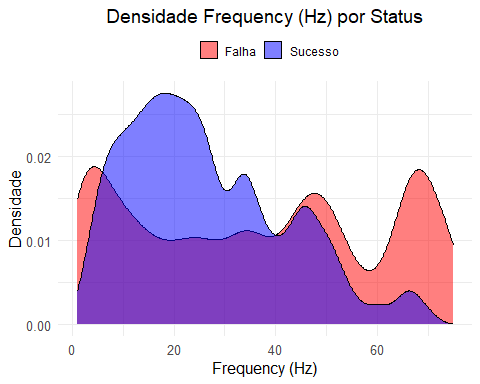 Densidade Frequency (Hz) por Status
Falha Sucesso
Densidade
0.02
0.01
0.00
0 20 40 60
Frequency (Hz)